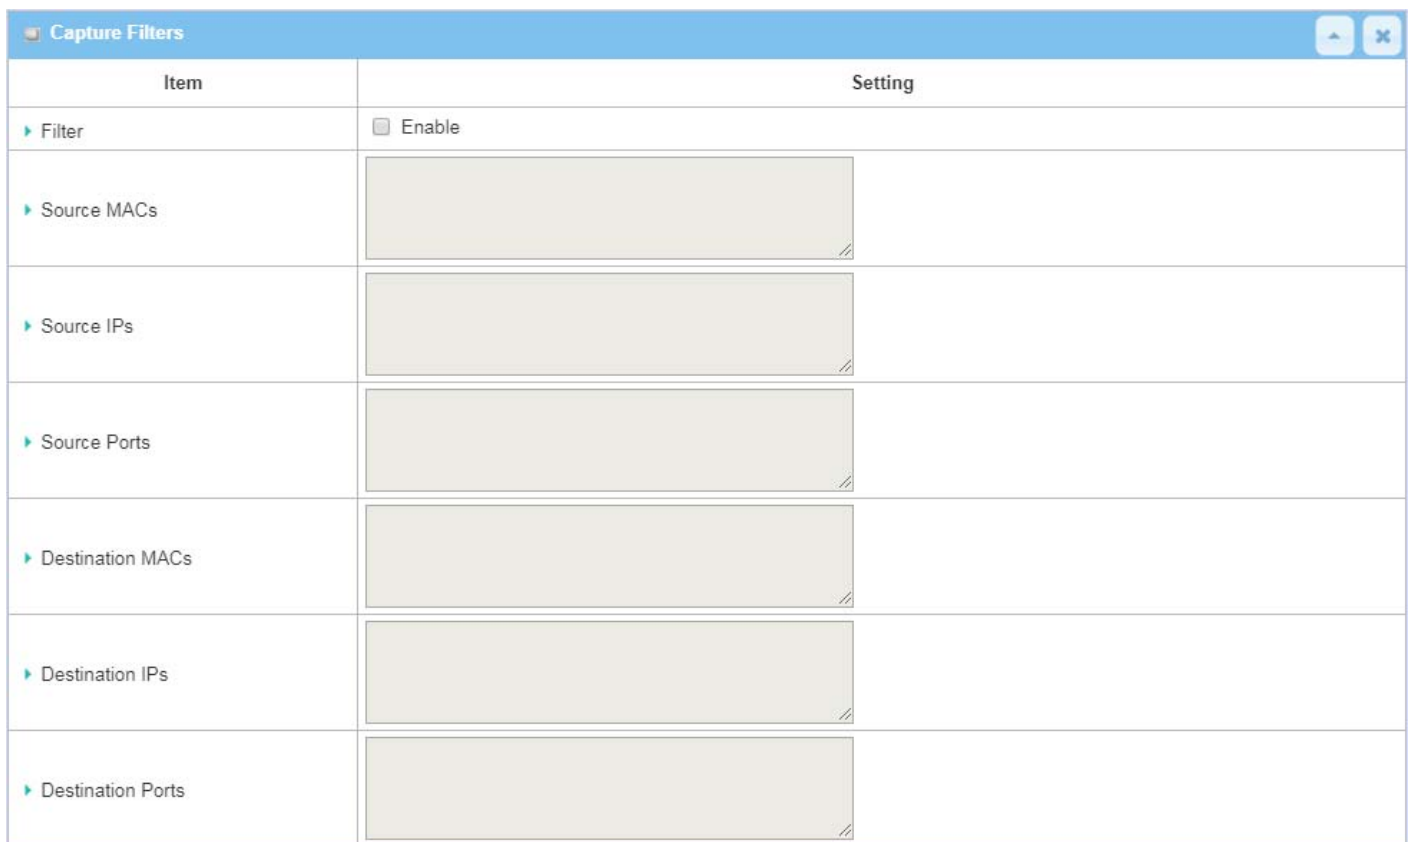 Capture Filters
Item Setting
Filter Enable
Source MACs
Source IPs
Source Ports
Destination MACs
Destination IPs
Destination Ports